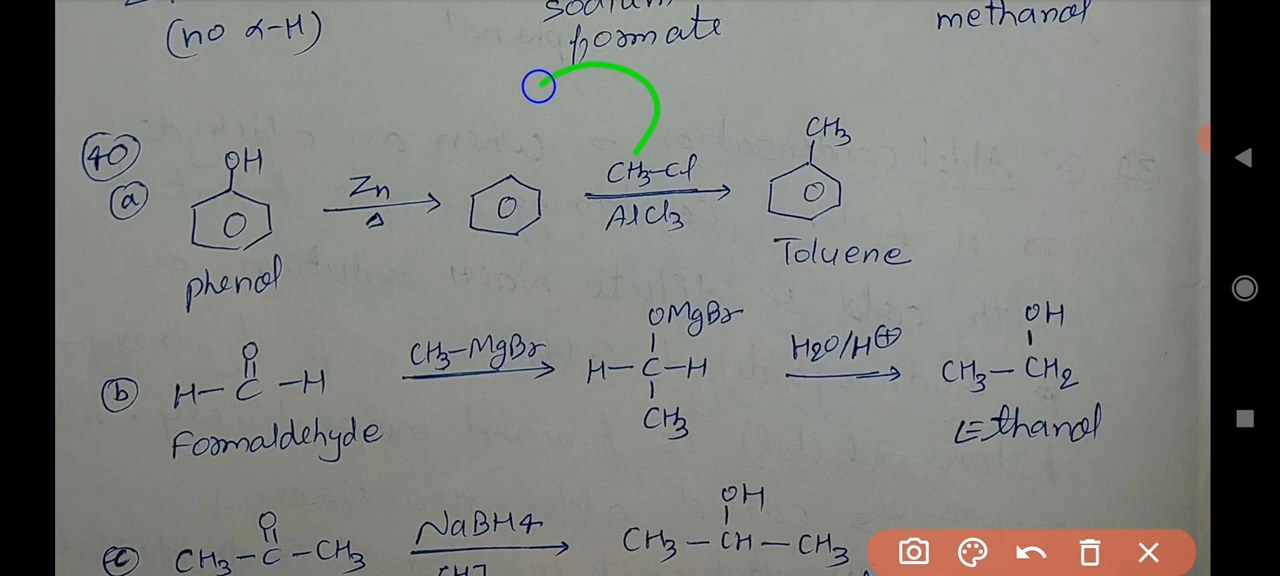 (no α-H)
sodium
formate
methanol
40
a
OH
Zn
Δ
CH3-Cl
AlCl3
CH3
phenol
Toluene
b
O
H-C-H
Formaldehyde
CH3-MgBr
OMgBr
H-C-H
CH3
H2O/H⊕
OH
CH3-CH2
Ethanol
c
O
CH3-C-CH3
NaBH4
OH
CH3-CH-CH3